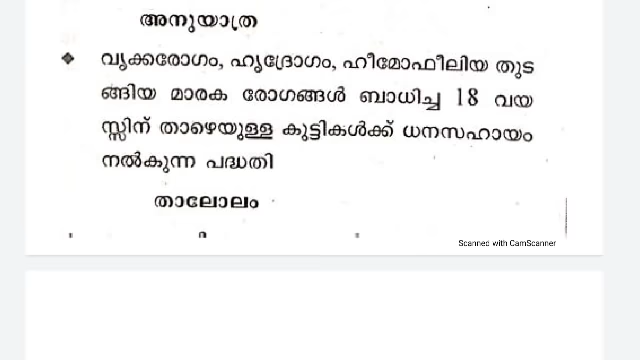 അനുയാത്ര
❖ വൃക്കരോഗം, ഹൃദ്രോഗം, ഹീമോഫീലിയ തുട
ങ്ങിയ മാരക രോഗങ്ങൾ ബാധിച്ച 18 വയ
സ്സിന് താഴെയുള്ള കുട്ടികൾക്ക് ധനസഹായം
നൽകുന്ന പദ്ധതി
താലോലം
Scanned with CamScanner